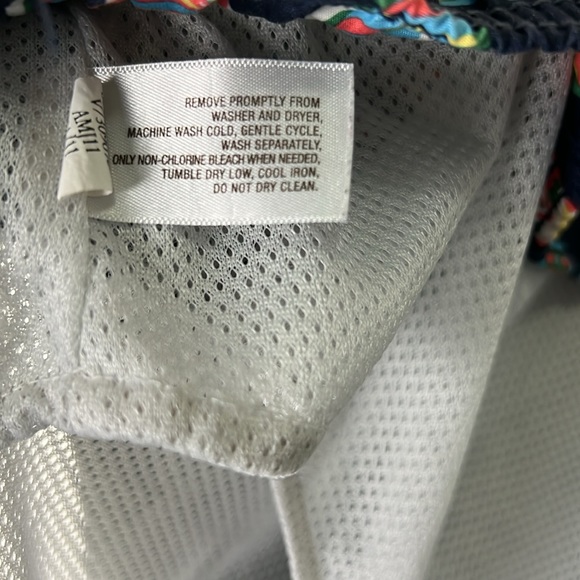 REMOVE PROMPTLY FROM
WASHER AND DRYER,
MACHINE WASH COLD, GENTLE CYCLE,
WASH SEPARATELY,
ONLY NON-CHLORINE BLEACH WHEN NEEDED,
TUMBLE DRY LOW, COOL IRON,
DO NOT DRY CLEAN.